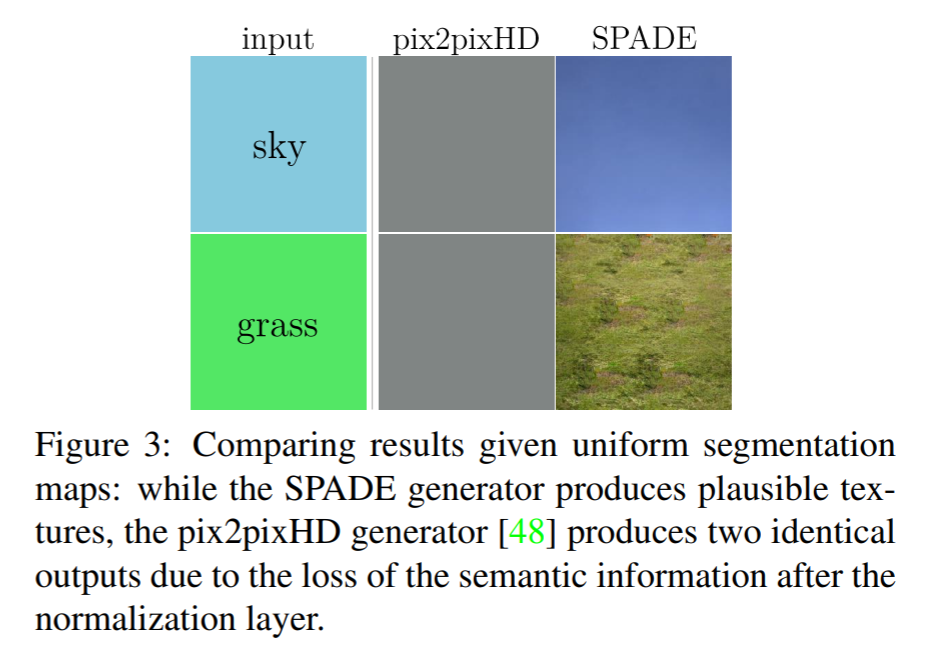 input pix2pixHD SPADE
sky
grass
Figure 3: Comparing results given uniform segmentation
maps: while the SPADE generator produces plausible tex-
tures, the pix2pixHD generator [48] produces two identical
outputs due to the loss of the semantic information after the
normalization layer.